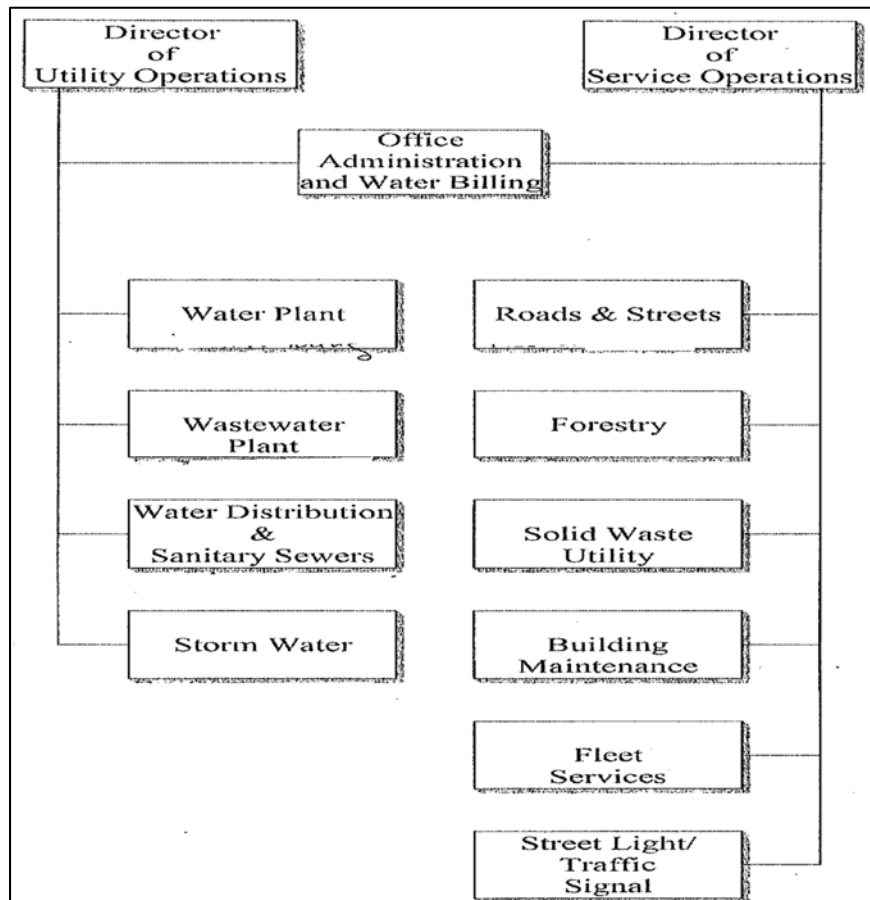 Director
of
Utility Operations
Director
of
Service Operations
Office
Administration
and Water Billing
Water Plant
Roads & Streets
Wastewater
Plant
Forestry
Water Distribution
&
Sanitary Sewers
Solid Waste
Utility
Storm Water
Building
Maintenance
Fleet
Services
Street Light/
Traffic
Signal